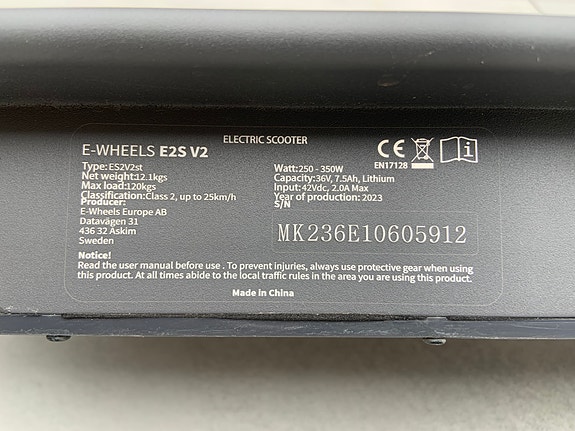 ELECTRIC SCOOTER
E-WHEELS E2S V2
Type:ES2V2st
Net weight:12.1kgs
Max load:120kgs
Classification:Class 2, up to 25km/h
Producer:
E-Wheels Europe AB
Datavägen 31
436 32 Askim
Sweden
CE
EN17128
i
Watt:250 - 350W
Capacity:36V, 7.5Ah, Lithium
Input:42Vdc, 2.0A Max
Year of production: 2023
S/N
MK236E10605912
Notice!
Read the user manual before use . To prevent injuries, always use protective gear when using
this product. At all times abide to the local traffic rules in the area you are using this product.
Made in China